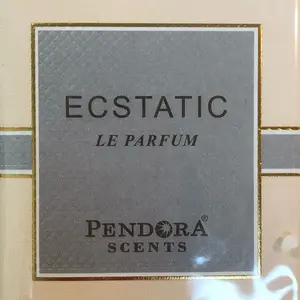 ECSTATIC
LE PARFUM
PENDORA®
SCENTS